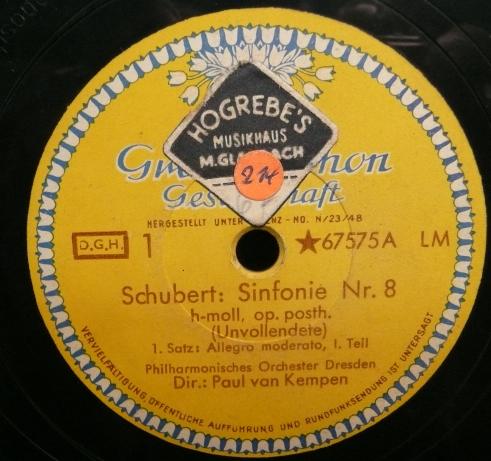 HOGREBE'S
MUSIKHAUS
M.GLADBACH
214
Gesellschaft
HERGESTELLT UNTER LIZENZ-NO. N/23/48
D.G.H. 1 ★67575A LM
Schubert: Sinfonie Nr. 8
h-moll, op. posth.
(Unvollendete)
1. Satz: Allegro moderato, I. Teil
Philharmonisches Orchester Dresden
Dir.: Paul van Kempen
VERVIELFÄLTIGUNG ÖFFENTLICHE AUFFÜHRUNG UND RUNDFUNKSENDUNG IST UNTERSAGT